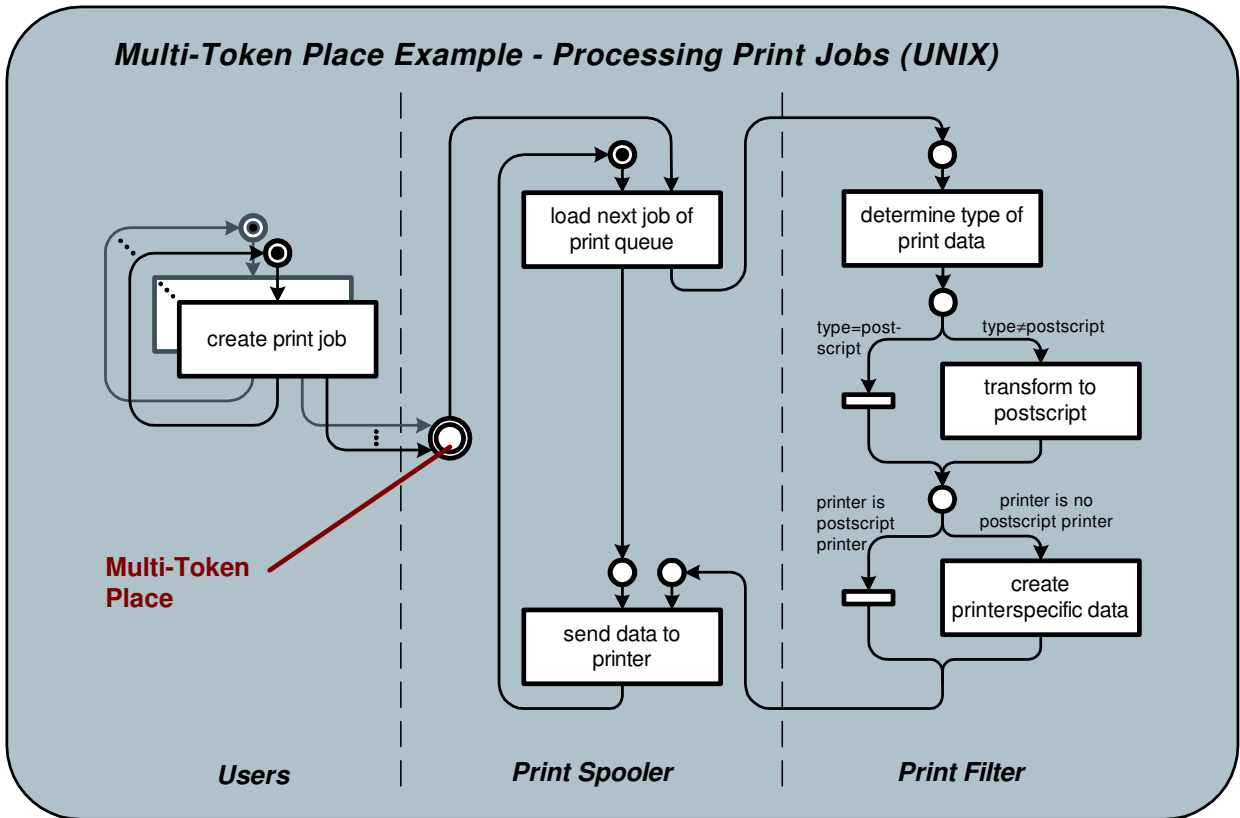 Multi-Token Place Example - Processing Print Jobs (UNIX)
create print job
Multi-Token
Place
Users
load next job of
print queue
send data to
printer
Print Spooler
determine type of
print data
type=post-
script
type≠postscript
transform to
postscript
printer is
postscript
printer
printer is no
postscript printer
create
printerspecific data
Print Filter